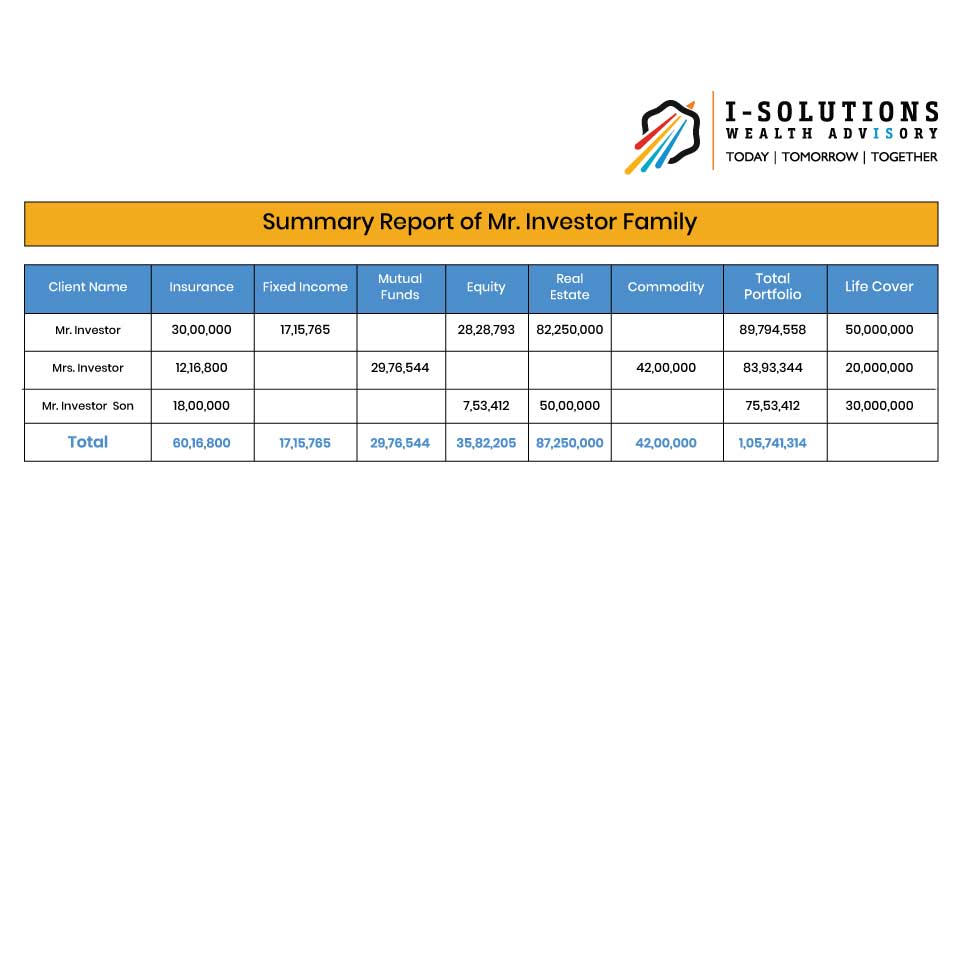 I-SOLUTIONS
WEALTH ADVISORY
TODAY | TOMORROW | TOGETHER
Summary Report of Mr. Investor Family
Client Name Insurance Fixed Income Mutual Funds Equity Real Estate Commodity Total Portfolio Life Cover
Mr. Investor 30,00,000 17,15,765 28,28,793 82,250,000 89,794,558 50,000,000
Mrs. Investor 12,16,800 29,76,544 42,00,000 83,93,344 20,000,000
Mr. Investor Son 18,00,000 7,53,412 50,00,000 75,53,412 30,000,000
Total 60,16,800 17,15,765 29,76,544 35,82,205 87,250,000 42,00,000 1,05,741,314